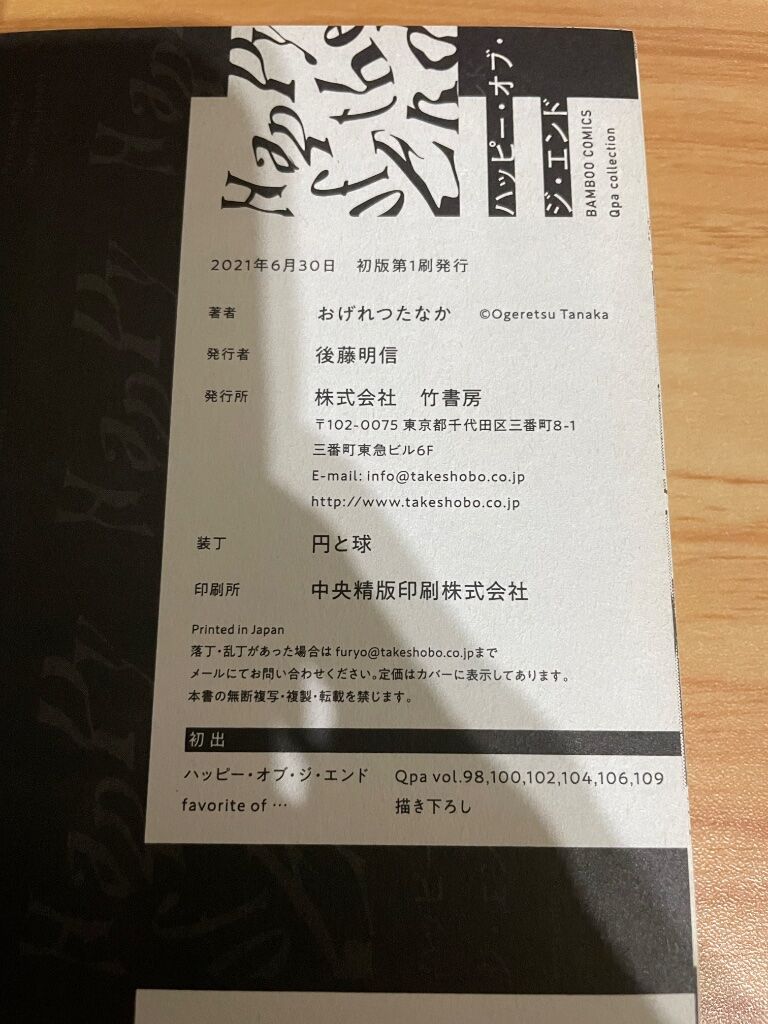 Happy
of the
End
ハッピー・オブ・
ジ・エンド
BAMBOO COMICS
Qpa collection
2021年6月30日 初版第1刷発行
著者 おげれつたなか ©Ogeretsu Tanaka
発行者 後藤明信
発行所 株式会社 竹書房
〒102-0075 東京都千代田区三番町8-1
三番町東急ビル6F
E-mail: info@takeshobo.co.jp
http://www.takeshobo.co.jp
装丁 円と球
印刷所 中央精版印刷株式会社
Printed in Japan
落丁・乱丁があった場合は furyo@takeshobo.co.jpまで
メールにてお問い合わせください。定価はカバーに表示してあります。
本書の無断複写・複製・転載を禁じます。
初出
ハッピー・オブ・ジ・エンド Qpa vol.98,100,102,104,106,109
favorite of … 描き下ろし